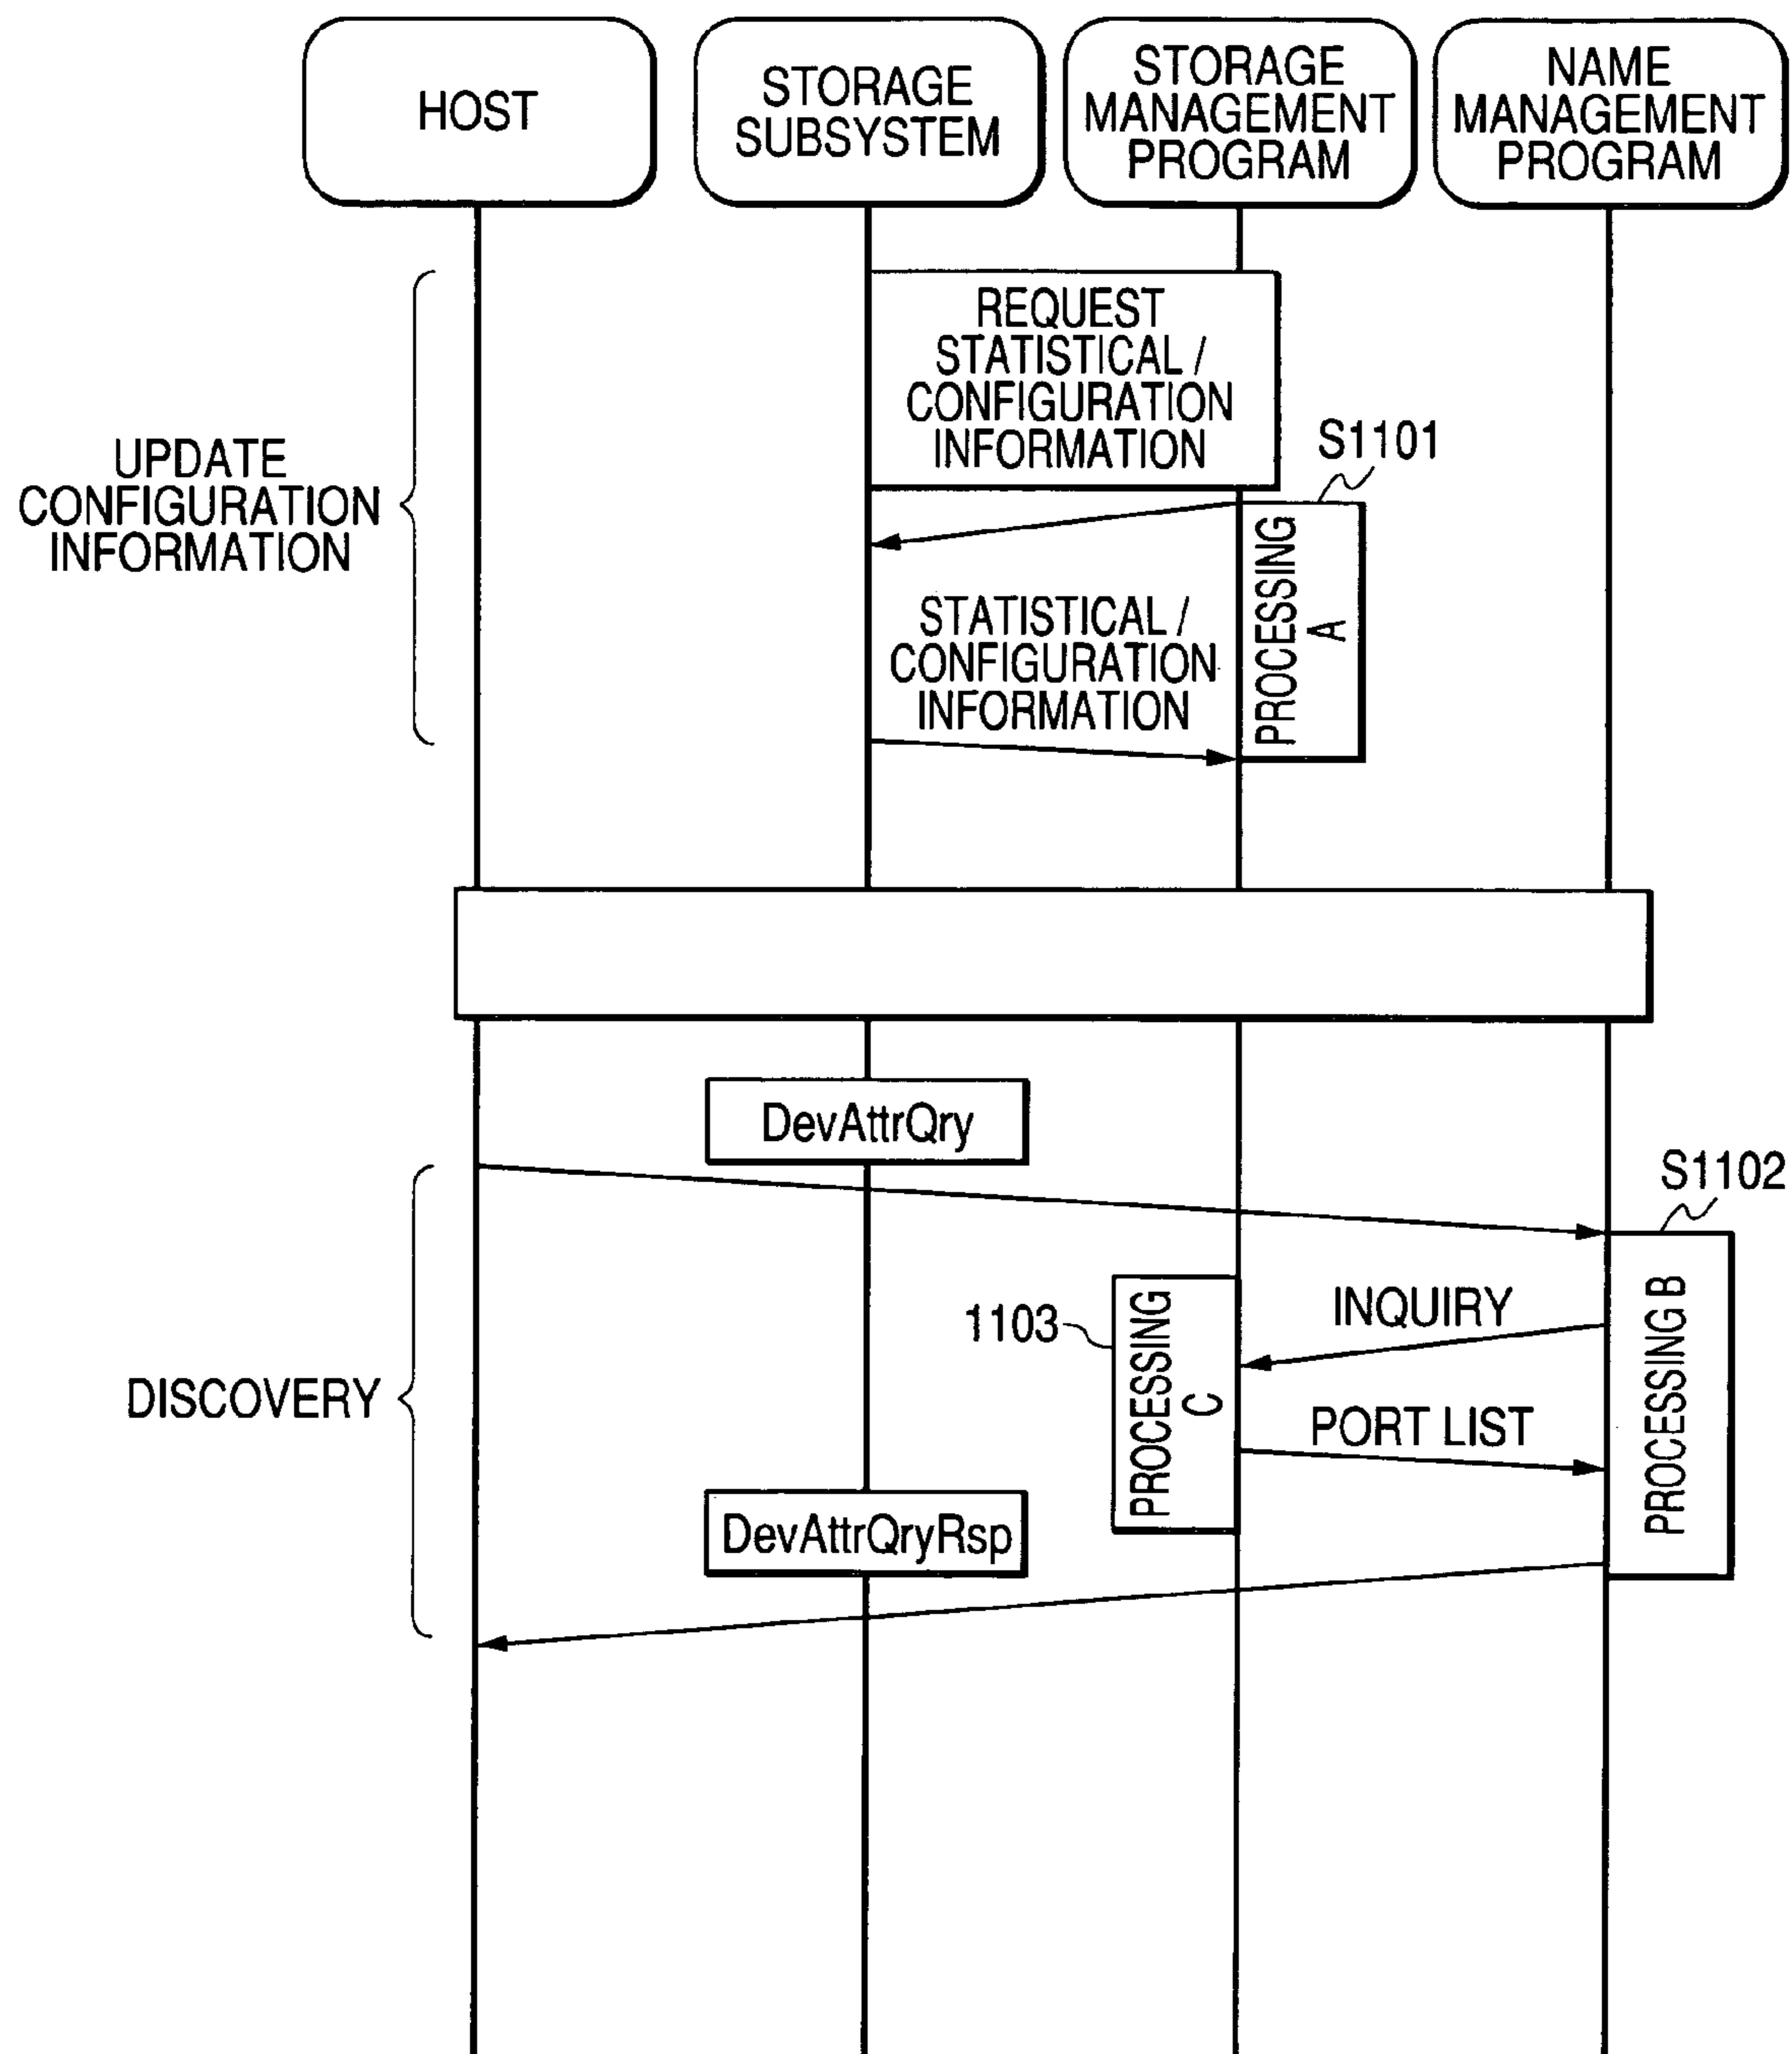 HOST
STORAGE
SUBSYSTEM
STORAGE
MANAGEMENT
PROGRAM
NAME
MANAGEMENT
PROGRAM
REQUEST
STATISTICAL /
CONFIGURATION
INFORMATION
UPDATE
CONFIGURATION
INFORMATION
S1101
PROCESSING
A
STATISTICAL /
CONFIGURATION
INFORMATION
DevAttrQry
S1102
DISCOVERY
1103
PROCESSING
C
INQUIRY
PORT LIST
PROCESSING B
DevAttrQryRsp